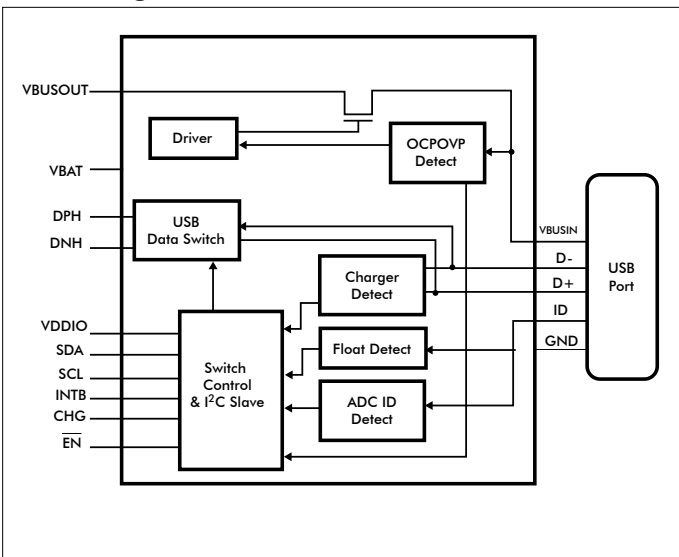 VBUSOUT
Driver
OCPOVP
Detect
VBAT
DPH
DNH
USB
Data Switch
VBUSIN
D-
D+
ID
GND
USB
Port
Charger
Detect
Float Detect
ADC ID
Detect
VDDIO
SDA
SCL
INTB
CHG
EN
Switch
Control
& I²C Slave